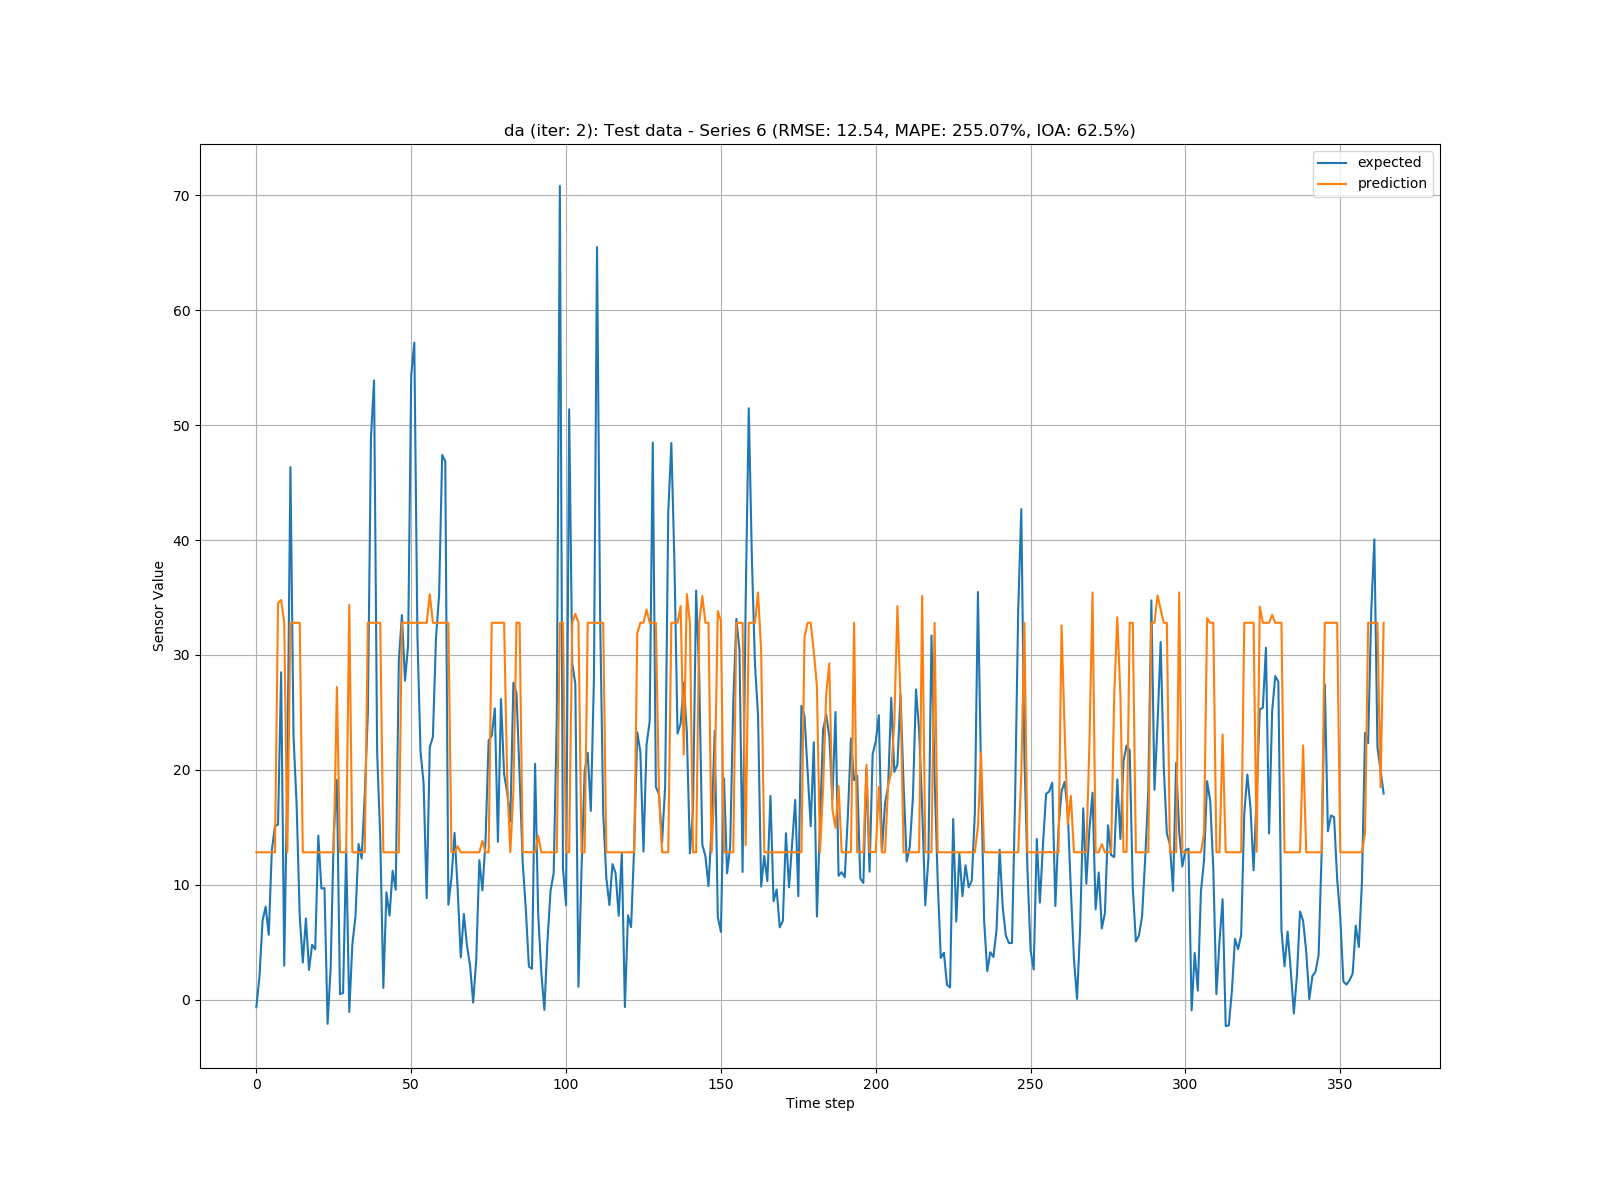 da (iter: 2): Test data - Series 6 (RMSE: 12.54, MAPE: 255.07%, IOA: 62.5%)
expected
prediction
70
60
50
40
30
20
10
0
Sensor Value
0 50 100 150 200 250 300 350
Time step